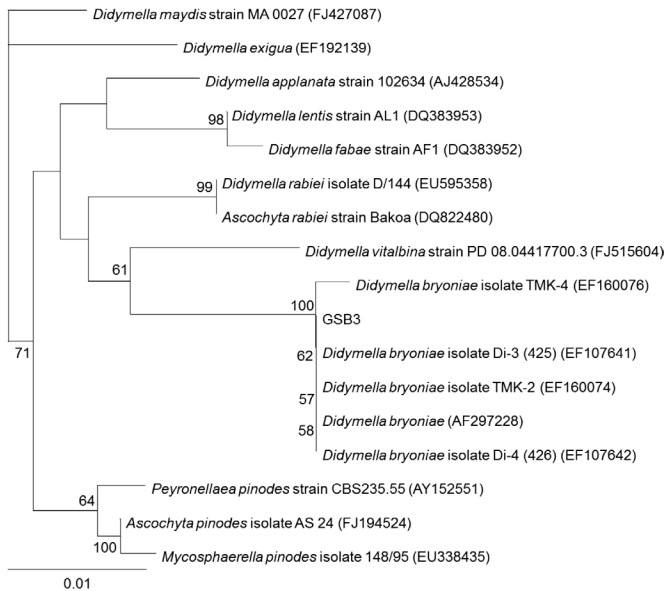 Didymella maydis strain MA 0027 (FJ427087)
Didymella exigua (EF192139)
Didymella applanata strain 102634 (AJ428534)
98
Didymella lentis strain AL1 (DQ383953)
Didymella fabae strain AF1 (DQ383952)
99
Didymella rabiei isolate D/144 (EU595358)
Ascochyta rabiei strain Bakoa (DQ822480)
Didymella vitalbina strain PD 08.04417700.3 (FJ515604)
61
Didymella bryoniae isolate TMK-4 (EF160076)
100
GSB3
71
62
Didymella bryoniae isolate Di-3 (425) (EF107641)
Didymella bryoniae isolate TMK-2 (EF160074)
57
Didymella bryoniae (AF297228)
58
Didymella bryoniae isolate Di-4 (426) (EF107642)
Peyronellaea pinodes strain CBS235.55 (AY152551)
64
Ascochyta pinodes isolate AS 24 (FJ194524)
100
Mycosphaerella pinodes isolate 148/95 (EU338435)
0.01